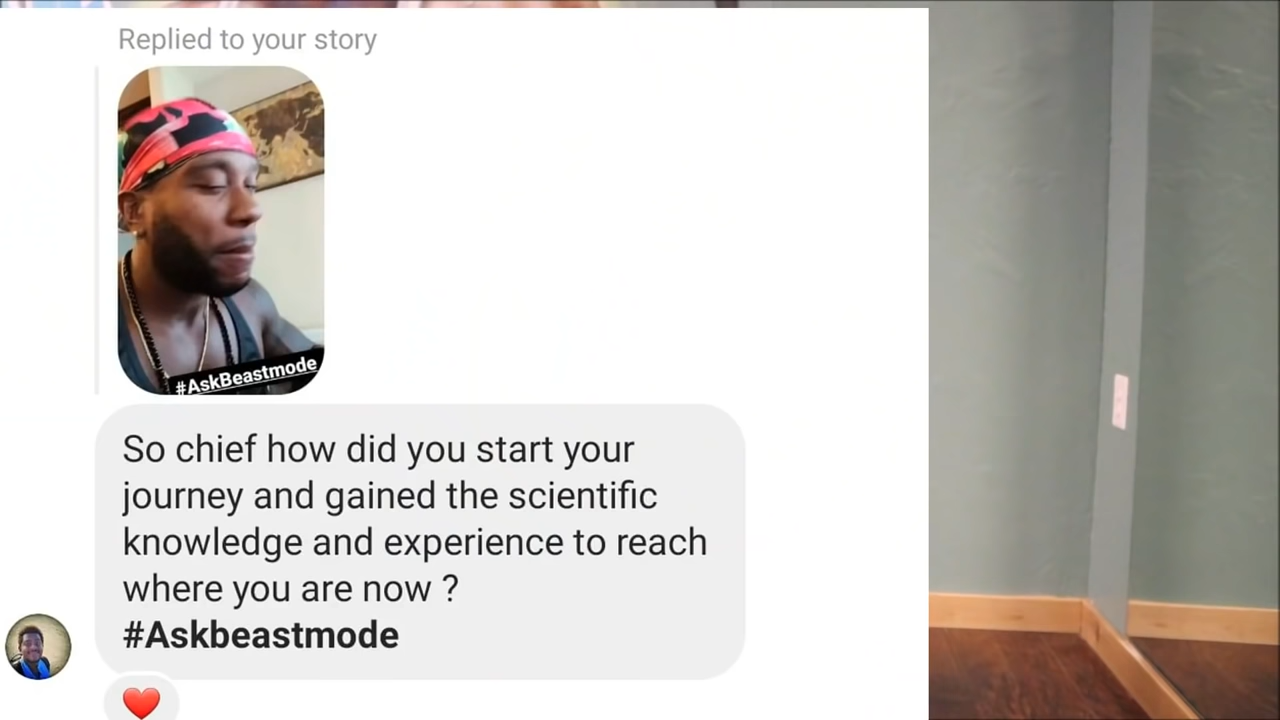 Replied to your story
#AskBeastmode
So chief how did you start your
journey and gained the scientific
knowledge and experience to reach
where you are now ?
#Askbeastmode